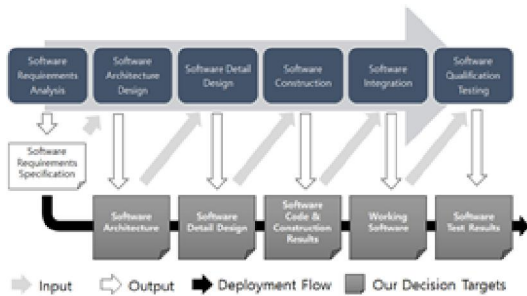 Software
Requirements
Analysis
Software
Architecture
Design
Software Detail
Design
Software
Construction
Software
Integration
Software
Qualification
Testing
Software
Requirements
Specification
Software
Architecture
Software
Detail Design
Software
Code &
Construction
Results
Working
Software
Software
Test Results
Input
Output
Deployment Flow
Our Decision Targets